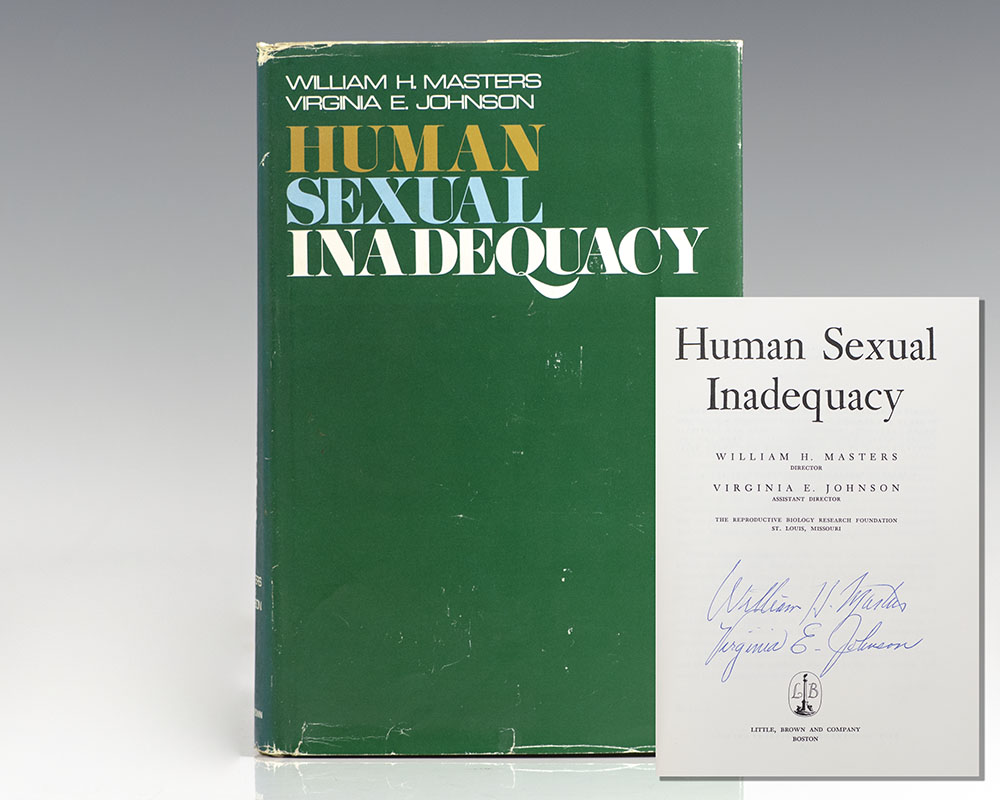 WILLIAM H. MASTERS
VIRGINIA E. JOHNSON
HUMAN
SEXUAL
INADEQUACY
Human Sexual
Inadequacy
WILLIAM H. MASTERS
DIRECTOR
VIRGINIA E. JOHNSON
ASSISTANT DIRECTOR
THE REPRODUCTIVE BIOLOGY RESEARCH FOUNDATION
ST. LOUIS, MISSOURI
William H. Masters
Virginia E. Johnson
LB
LITTLE, BROWN AND COMPANY
BOSTON